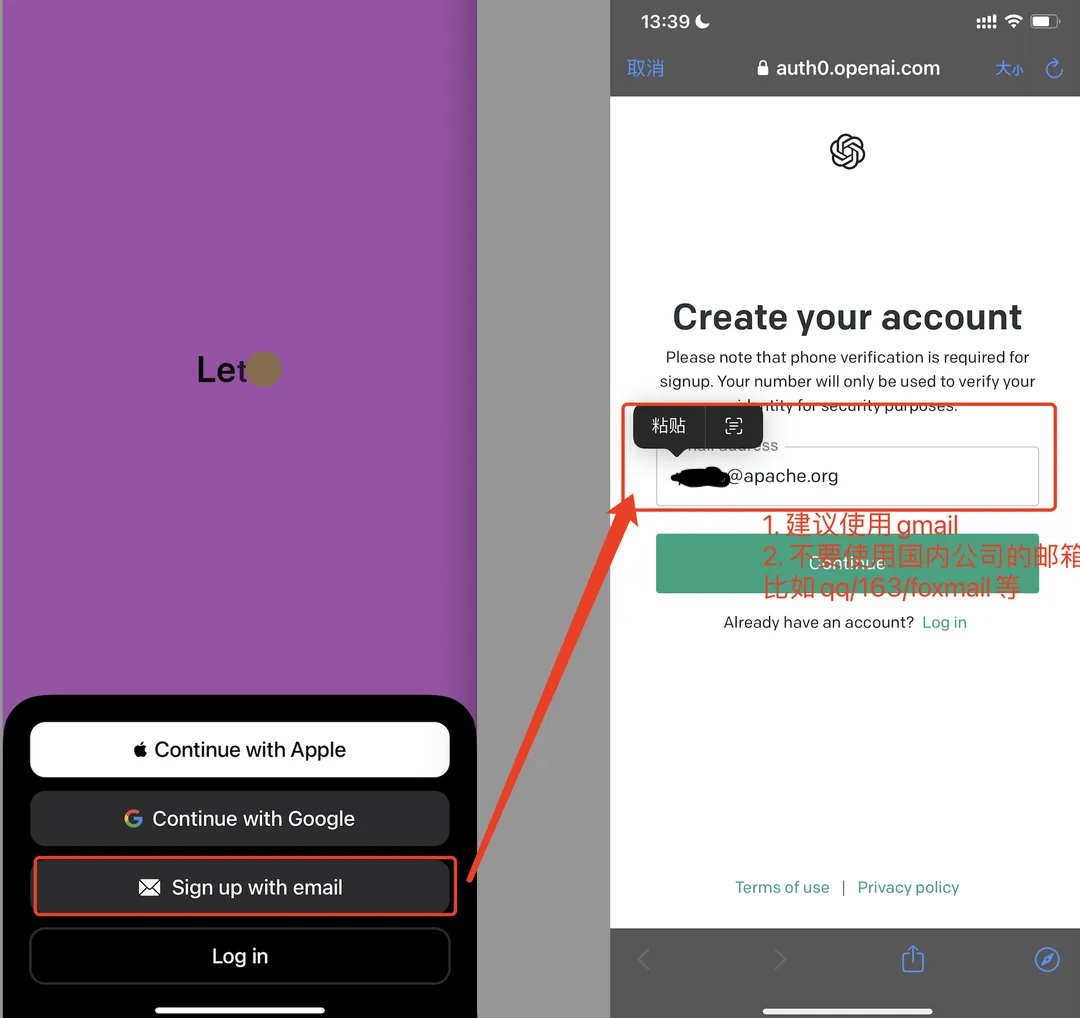 Let
Continue with Apple
Continue with Google
Sign up with email
Log in
13:39
取消
auth0.openai.com
大小
Create your account
Please note that phone verification is required for
signup. Your number will only be used to verify your
identity for security purposes.
粘贴
Email address
@apache.org
1. 建议使用 gmail
2. 不要使用国内公司的邮箱
比如 qq/163/foxmail 等
Continue
Already have an account? Log in
Terms of use | Privacy policy